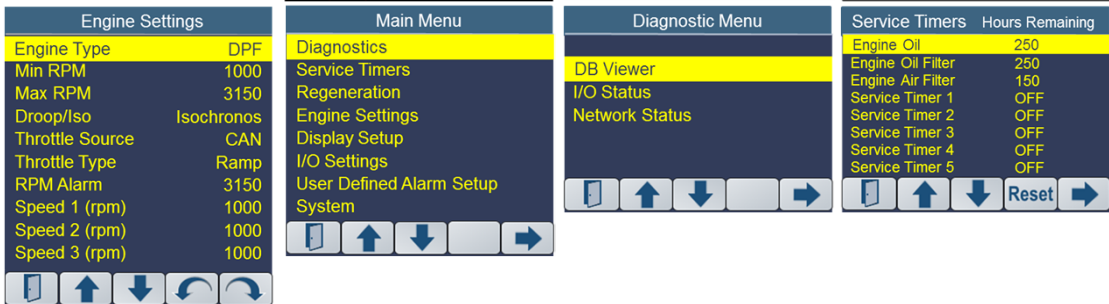 Engine Settings
Engine Type DPF
Min RPM 1000
Max RPM 3150
Droop/Iso Isochronos
Throttle Source CAN
Throttle Type Ramp
RPM Alarm 3150
Speed 1 (rpm) 1000
Speed 2 (rpm) 1000
Speed 3 (rpm) 1000
Main Menu
Diagnostics
Service Timers
Regeneration
Engine Settings
Display Setup
I/O Settings
User Defined Alarm Setup
System
Diagnostic Menu
DB Viewer
I/O Status
Network Status
Service Timers Hours Remaining
Engine Oil 250
Engine Oil Filter 250
Engine Air Filter 150
Service Timer 1 OFF
Service Timer 2 OFF
Service Timer 3 OFF
Service Timer 4 OFF
Service Timer 5 OFF
Reset